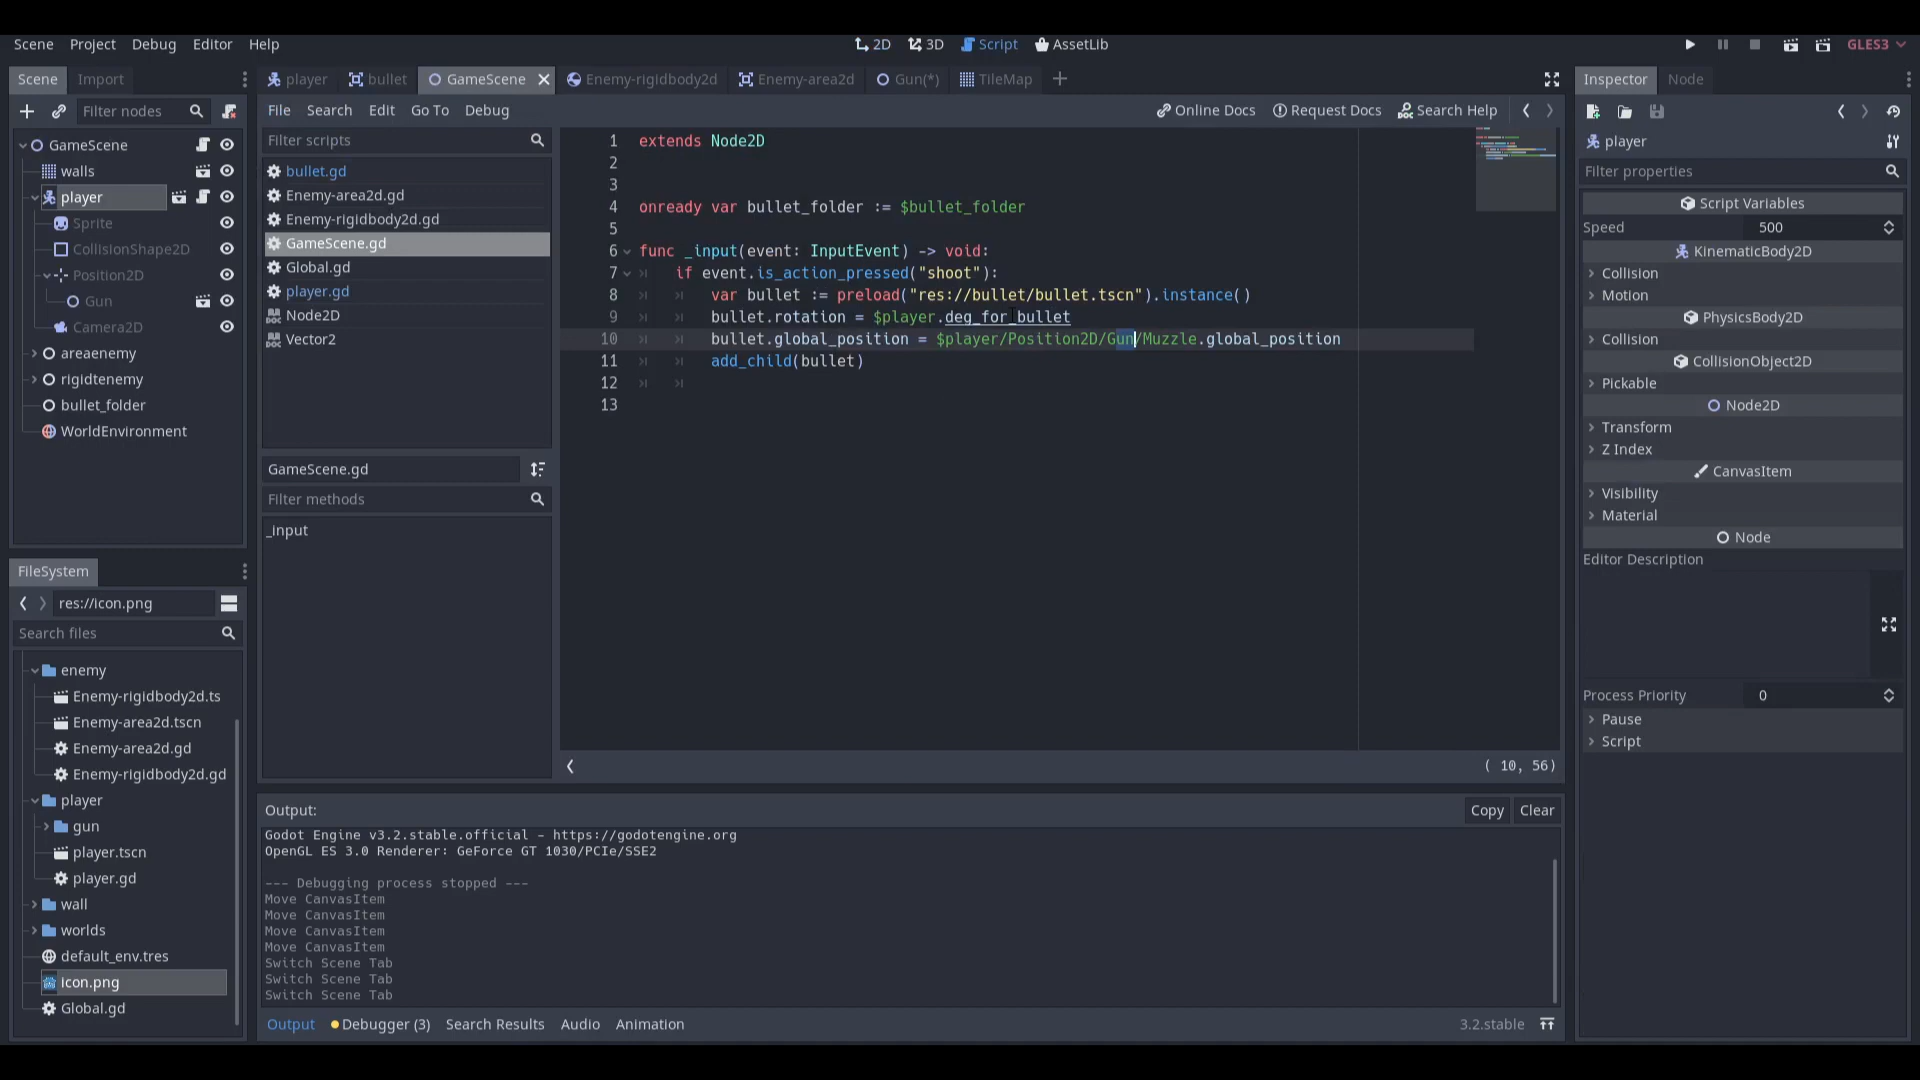 Scene Project Debug Editor Help
2D 3D Script AssetLib
GLES3
Scene Import
player bullet GameScene Enemy-rigidbody2d Enemy-area2d Gun(*) TileMap
Inspector Node
Filter nodes
File Search Edit Go To Debug
Online Docs Request Docs Search Help
GameScene
walls
player
Sprite
CollisionShape2D
Position2D
Gun
Camera2D
areaenemy
rigidtenemy
bullet_folder
WorldEnvironment
Filter scripts
bullet.gd
Enemy-area2d.gd
Enemy-rigidbody2d.gd
GameScene.gd
Global.gd
player.gd
Node2D
Vector2
GameScene.gd
Filter methods
_input
1 extends Node2D
2
3
4 onready var bullet_folder := $bullet_folder
5
6 func _input(event: InputEvent) -> void:
7 if event.is_action_pressed("shoot"):
8 var bullet := preload("res://bullet/bullet.tscn").instance()
9 bullet.rotation = $player.deg_for_bullet
10 bullet.global_position = $player/Position2D/Gun/Muzzle.global_position
11 add_child(bullet)
12
13
( 10, 56)
player
Filter properties
Script Variables
Speed 500
KinematicBody2D
Collision
Motion
PhysicsBody2D
Collision
CollisionObject2D
Pickable
Node2D
Transform
Z Index
CanvasItem
Visibility
Material
Node
Editor Description
Process Priority 0
Pause
Script
FileSystem
res://icon.png
Search files
enemy
Enemy-rigidbody2d.ts
Enemy-area2d.tscn
Enemy-area2d.gd
Enemy-rigidbody2d.gd
player
gun
player.tscn
player.gd
wall
worlds
default_env.tres
icon.png
Global.gd
Output:
Copy Clear
Godot Engine v3.2.stable.official - https://godotengine.org
OpenGL ES 3.0 Renderer: GeForce GT 1030/PCIe/SSE2
--- Debugging process stopped ---
Move CanvasItem
Move CanvasItem
Move CanvasItem
Move CanvasItem
Switch Scene Tab
Switch Scene Tab
Switch Scene Tab
Output Debugger (3) Search Results Audio Animation
3.2.stable